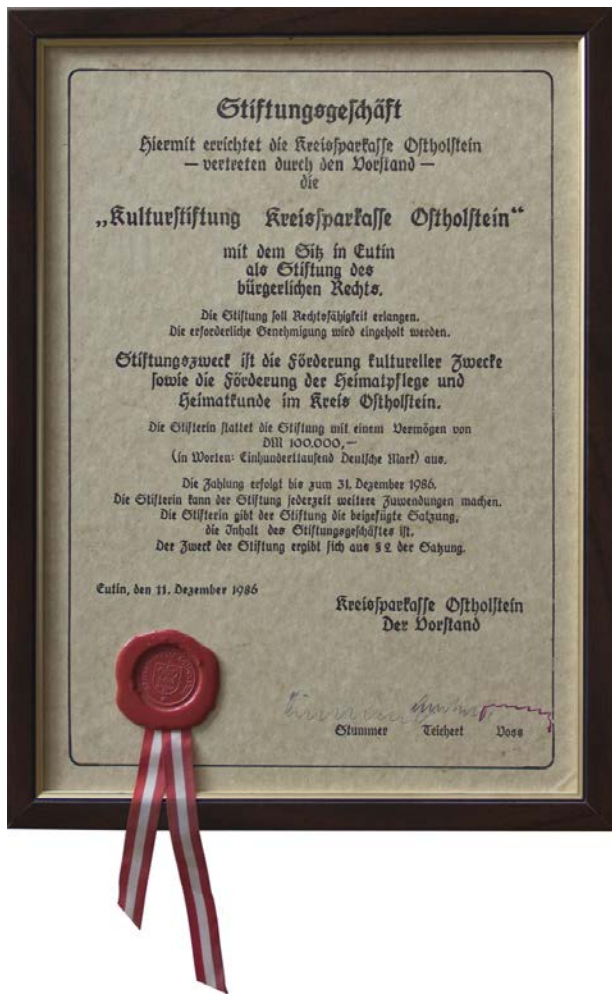 Stiftungsgeschäft
Hiermit errichtet die Kreissparkasse Ostholstein
— vertreten durch den Vorstand —
die
„Kulturstiftung Kreissparkasse Ostholstein“
mit dem Sitz in Eutin
als Stiftung des
bürgerlichen Rechts.
Die Stiftung soll Rechtsfähigkeit erlangen.
Die erforderliche Genehmigung wird eingeholt werden.
Stiftungszweck ist die Förderung kultureller Zwecke
sowie die Förderung der Heimatpflege und
Heimatkunde im Kreis Ostholstein.
Die Stifterin stattet die Stiftung mit einem Vermögen von
DM 100.000,—
(in Worten: Einhunderttausend Deutsche Mark) aus.
Die Zahlung erfolgt bis zum 31. Dezember 1986.
Die Stifterin kann der Stiftung jederzeit weitere Zuwendungen machen.
Die Stifterin gibt der Stiftung die beigefügte Satzung,
die Inhalt des Stiftungsgeschäftes ist.
Der Zweck der Stiftung ergibt sich aus § 2 der Satzung.
Eutin, den 11. Dezember 1986
Kreissparkasse Ostholstein
Der Vorstand
Stummer Teichert Voss